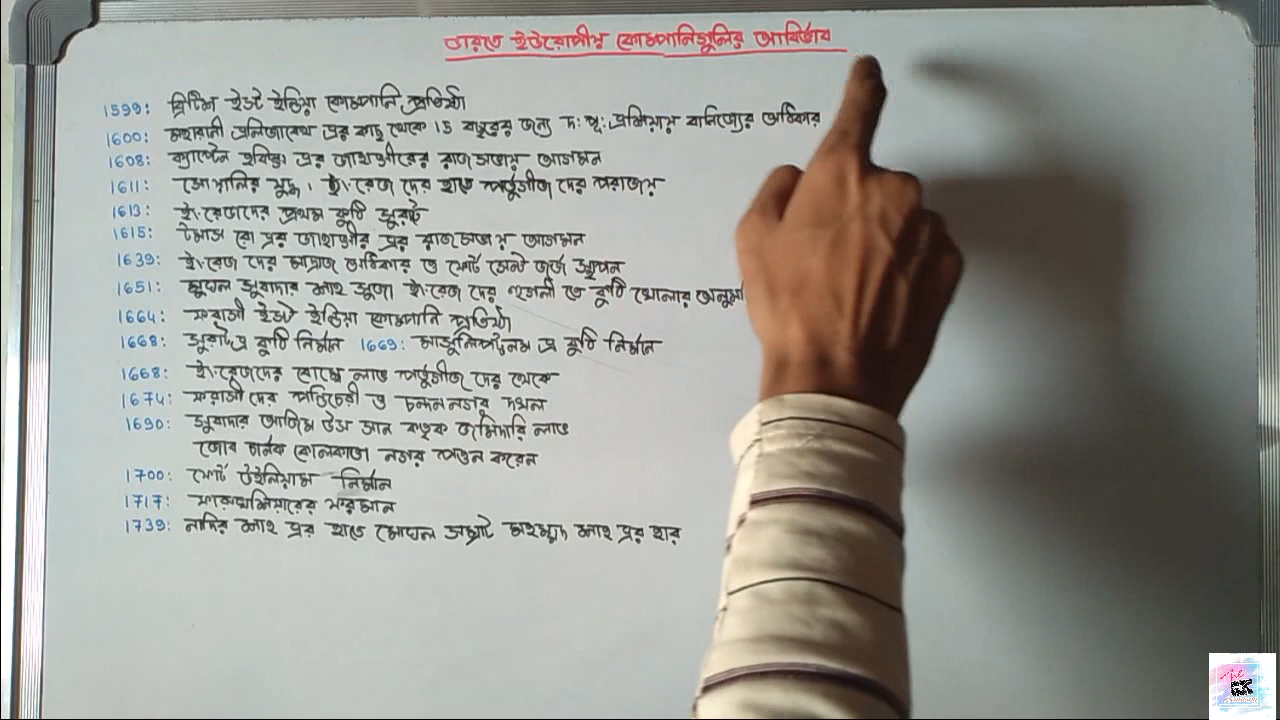 ভারতে ইউরোপীয় কোম্পানিগুলির আবির্ভাব
1599: ব্রিটিশ ইস্ট ইন্ডিয়া কোম্পানি প্রতিষ্ঠা
1600: মহারানী এলিজাবেথ এর কাছ থেকে 15 বছরের জন্য দ: পূ: এশিয়ায় বানিজ্যের অধিকার
1608: ক্যাপ্টেন হকিন্স এর জাহাঙ্গীরের রাজসভায় আগমন
1611: সোয়ালির যুদ্ধ। ইংরেজ দের হাতে পর্তুগীজ দের পরাজয়
1613: ইংরেজদের প্রথম কুঠি সুরাট
1615: টমাস রো এর জাহাঙ্গীর এর রাজসভায় আগমন
1639: ইংরেজ দের মাদ্রাজ অধিকার ও ফোর্ট সেন্ট জর্জ স্থাপন
1651: মুঘল সুবাদার শাহ সুজা ইংরেজ দের হুগলী তে কুঠি খোলার
1664: ফরাসী ইস্ট ইন্ডিয়া কোম্পানি প্রতিষ্ঠা
1668: সুরাটে কুঠি নির্মান 1669: মাসুলিপট্টনম এ কুঠি নির্মান
1668: ইংরেজদের বোম্বে লাভ পর্তুগীজ দের থেকে
1674: ফরাসী দের পন্ডিচেরী ও চন্দননগর দখল
1690: সুবাদার আজিম উস সান কতৃক জমিদারি লাভ
জোব চার্নক কোলকাতা নগর পত্তন করেন
1700: ফোর্ট উইলিয়াম নির্মান
1717: ফারুখশিয়ারের ফরমান
1739: নাদির শাহ এর হাতে মোঘল সম্রাট মহম্মদ শাহ এর হার